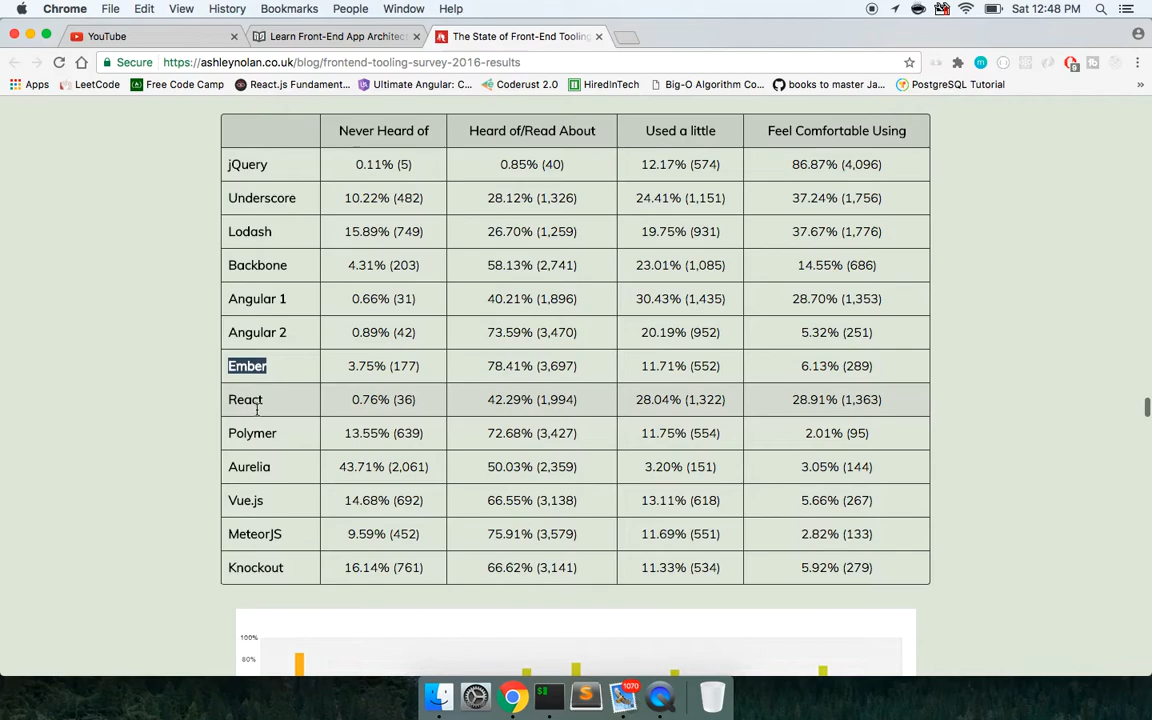 Chrome File Edit View History Bookmarks People Window Help Sat 12:48 PM
YouTube Learn Front-End App Architect The State of Front-End Tooling
Secure https://ashleynolan.co.uk/blog/frontend-tooling-survey-2016-results
Apps LeetCode Free Code Camp React.js Fundament... Ultimate Angular: C... Coderust 2.0 HiredInTech Big-O Algorithm Co... books to master Ja... PostgreSQL Tutorial »
Never Heard of Heard of/Read About Used a little Feel Comfortable Using
jQuery 0.11% (5) 0.85% (40) 12.17% (574) 86.87% (4,096)
Underscore 10.22% (482) 28.12% (1,326) 24.41% (1,151) 37.24% (1,756)
Lodash 15.89% (749) 26.70% (1,259) 19.75% (931) 37.67% (1,776)
Backbone 4.31% (203) 58.13% (2,741) 23.01% (1,085) 14.55% (686)
Angular 1 0.66% (31) 40.21% (1,896) 30.43% (1,435) 28.70% (1,353)
Angular 2 0.89% (42) 73.59% (3,470) 20.19% (952) 5.32% (251)
Ember 3.75% (177) 78.41% (3,697) 11.71% (552) 6.13% (289)
React 0.76% (36) 42.29% (1,994) 28.04% (1,322) 28.91% (1,363)
Polymer 13.55% (639) 72.68% (3,427) 11.75% (554) 2.01% (95)
Aurelia 43.71% (2,061) 50.03% (2,359) 3.20% (151) 3.05% (144)
Vue.js 14.68% (692) 66.55% (3,138) 13.11% (618) 5.66% (267)
MeteorJS 9.59% (452) 75.91% (3,579) 11.69% (551) 2.82% (133)
Knockout 16.14% (761) 66.62% (3,141) 11.33% (534) 5.92% (279)
100%
80%
1070